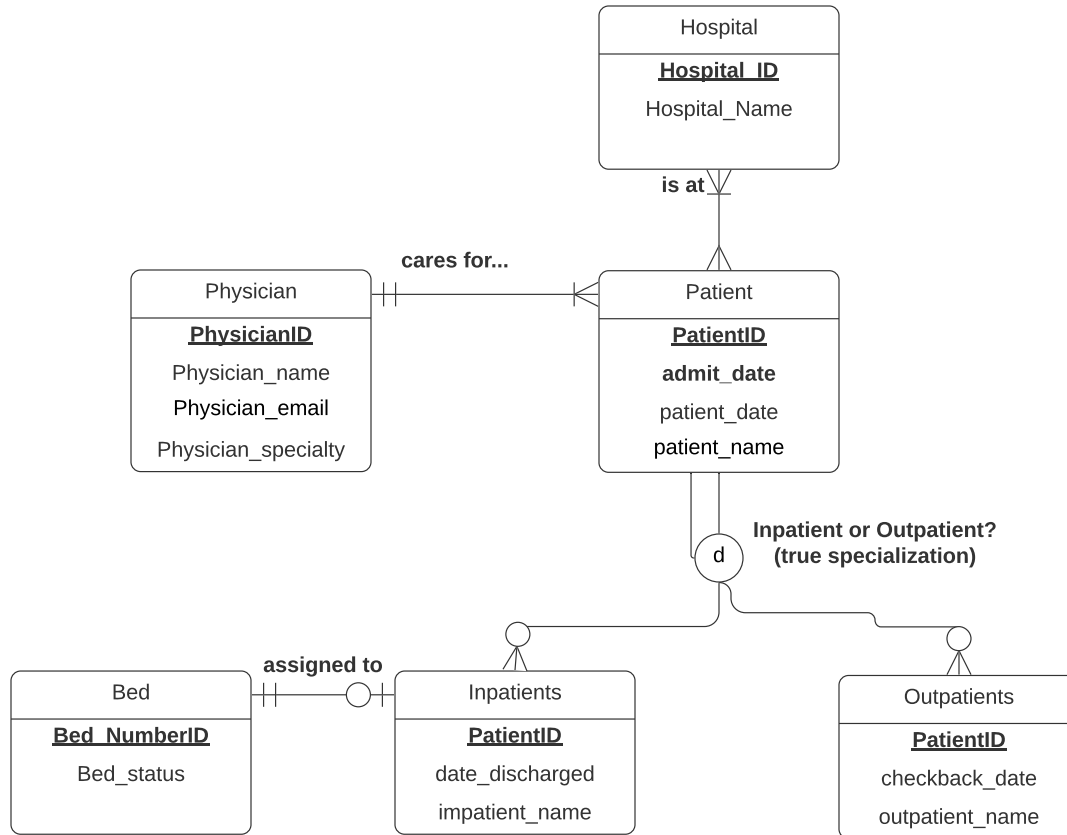 Hospital
Hospital_ID
Hospital_Name
is at
cares for...
Physician
PhysicianID
Physician_name
Physician_email
Physician_specialty
Patient
PatientID
admit_date
patient_date
patient_name
d
Inpatient or Outpatient?
(true specialization)
assigned to
Bed
Bed_NumberID
Bed_status
Inpatients
PatientID
date_discharged
impatient_name
Outpatients
PatientID
checkback_date
outpatient_name